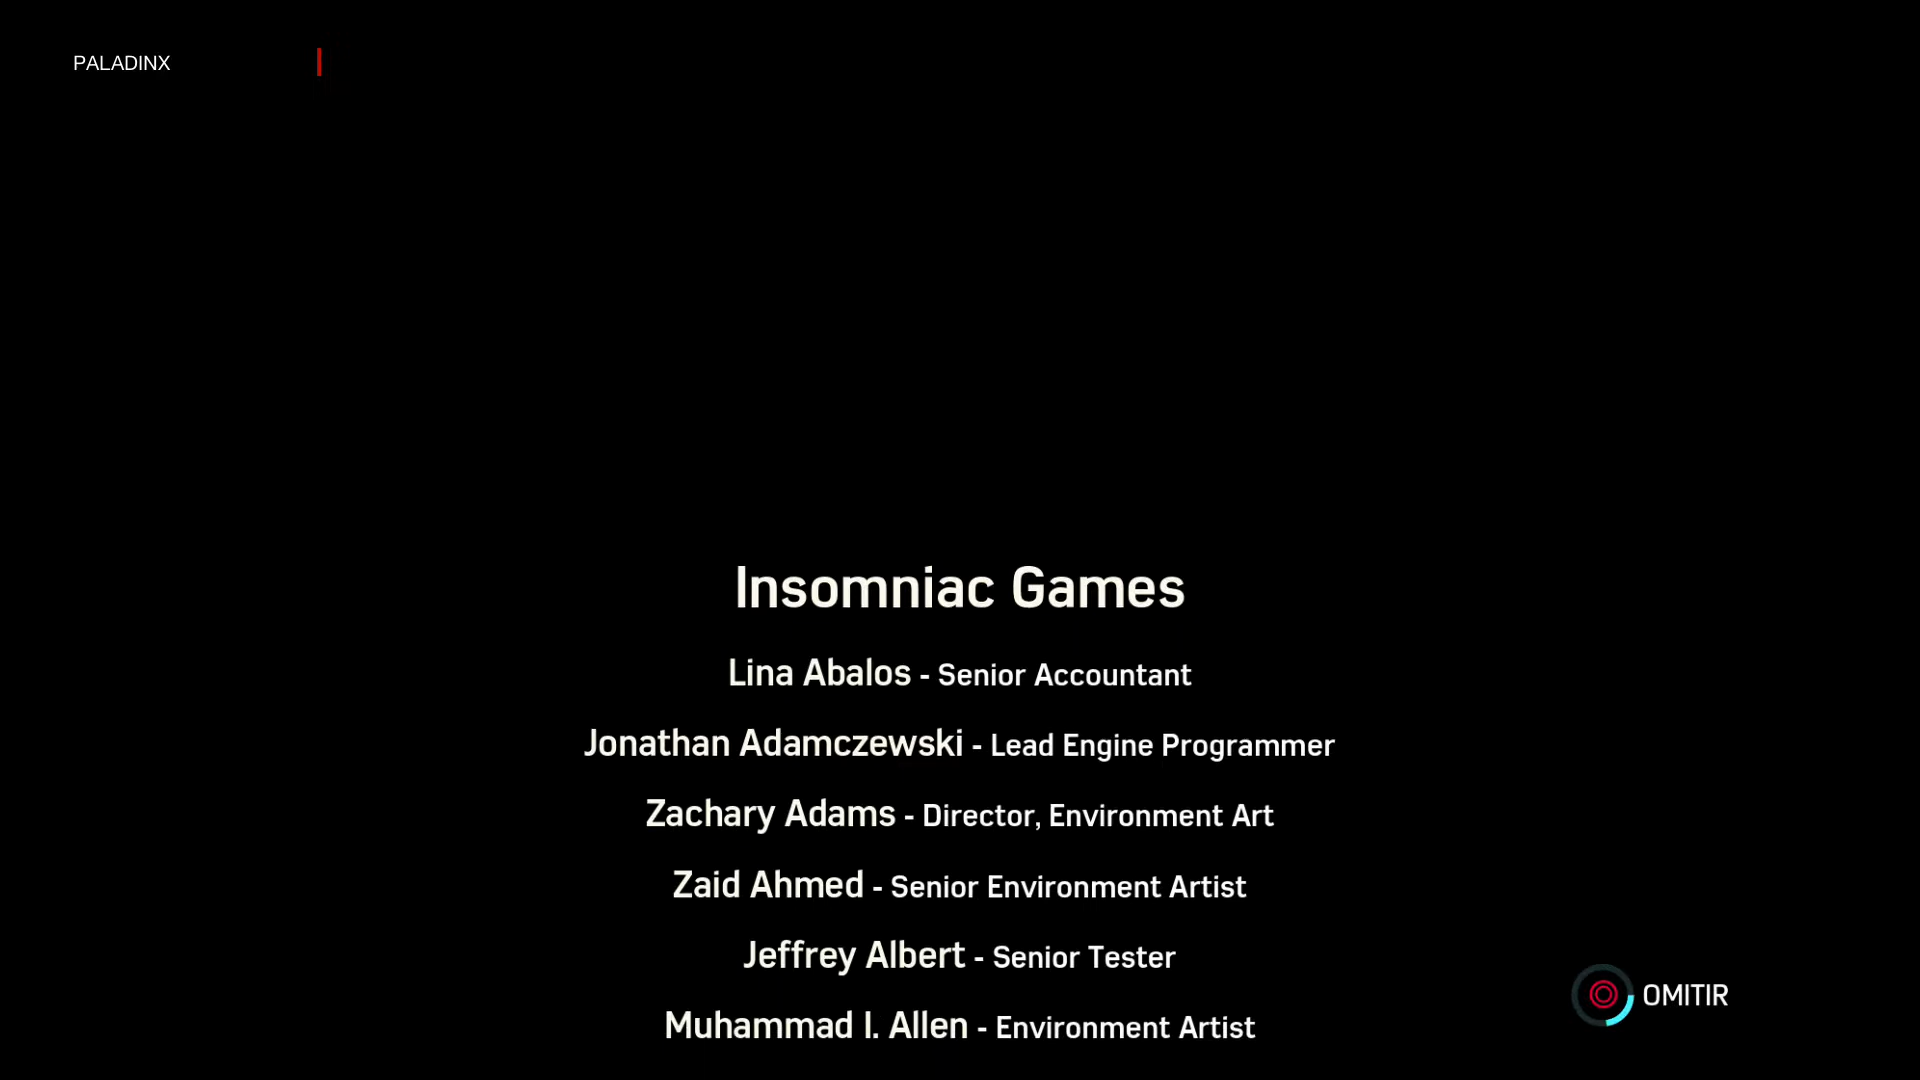 PALADINX
Insomniac Games
Lina Abalos - Senior Accountant
Jonathan Adamczewski - Lead Engine Programmer
Zachary Adams - Director, Environment Art
Zaid Ahmed - Senior Environment Artist
Jeffrey Albert - Senior Tester
OMITIR
Muhammad I. Allen - Environment Artist